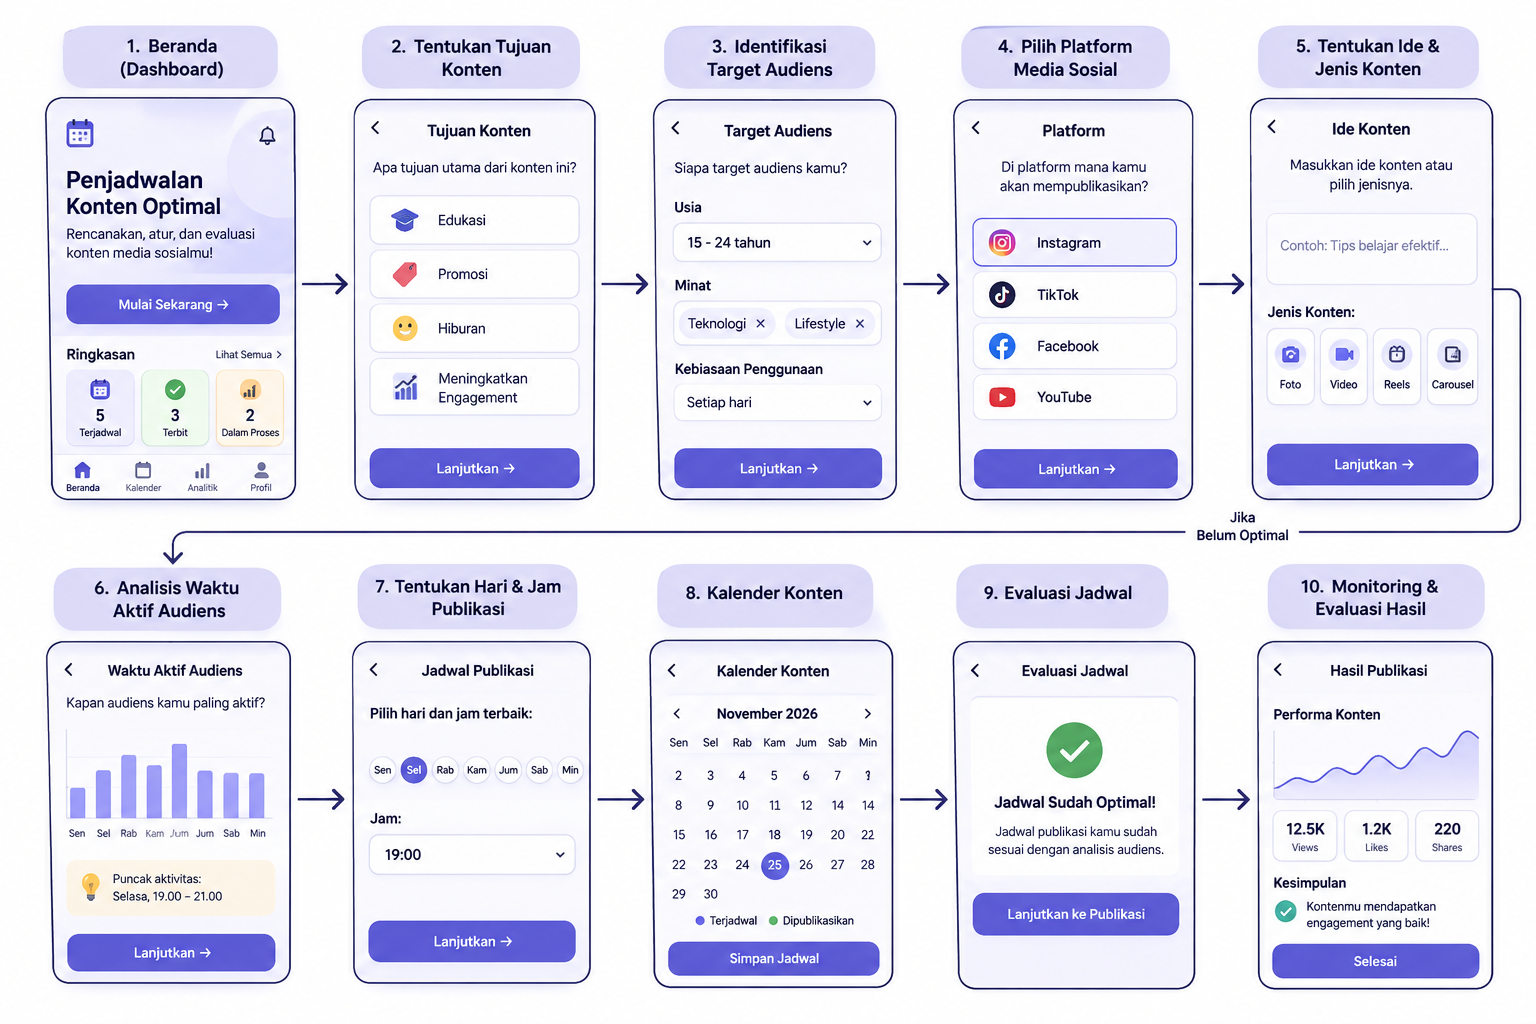 1. Beranda
(Dashboard)
2. Tentukan Tujuan
Konten
3. Identifikasi
Target Audiens
4. Pilih Platform
Media Sosial
5. Tentukan Ide &
Jenis Konten
Penjadwalan
Konten Optimal
Rencanakan, atur, dan evaluasi
konten media sosialmu!
Mulai Sekarang →
Ringkasan
Lihat Semua >
5
Terjadwal
3
Terbit
2
Dalam Proses
Beranda
Kalender
Analitik
Profil
Tujuan Konten
Apa tujuan utama dari konten ini?
Edukasi
Promosi
Hiburan
Meningkatkan
Engagement
Lanjutkan →
Target Audiens
Siapa target audiens kamu?
Usia
15 - 24 tahun
Minat
Teknologi ×
Lifestyle ×
Kebiasaan Penggunaan
Setiap hari
Lanjutkan →
Platform
Di platform mana kamu
akan mempublikasikan?
Instagram
TikTok
Facebook
YouTube
Lanjutkan →
Ide Konten
Masukkan ide konten atau
pilih jenisnya.
Contoh: Tips belajar efektif...
Jenis Konten:
Foto
Video
Reels
Carousel
Lanjutkan →
Jika
Belum Optimal
6. Analisis Waktu
Aktif Audiens
7. Tentukan Hari & Jam
Publikasi
8. Kalender Konten
9. Evaluasi Jadwal
10. Monitoring &
Evaluasi Hasil
Waktu Aktif Audiens
Kapan audiens kamu paling aktif?
Sen Sel Rab Kam Jum Jum Sab Min
Puncak aktivitas:
Selasa, 19.00 – 21.00
Lanjutkan →
Jadwal Publikasi
Pilih hari dan jam terbaik:
Sen Sel Rab Kam Jum Sab Min
Jam:
19:00
Lanjutkan →
Kalender Konten
November 2026
Sen Sel Rab Kam Jum Sab Min
2 3 4 5 6 7
8 9 10 11 12 14 14
15 16 17 18 19 20 22
22 23 24 25 26 27 28
29 30
Terjadwal
Dipublikasikan
Simpan Jadwal
Evaluasi Jadwal
Jadwal Sudah Optimal!
Jadwal publikasi kamu sudah
sesuai dengan analisis audiens.
Lanjutkan ke Publikasi
Hasil Publikasi
Performa Konten
12.5K
Views
1.2K
Likes
220
Shares
Kesimpulan
Kontenmu mendapatkan
engagement yang baik!
Selesai